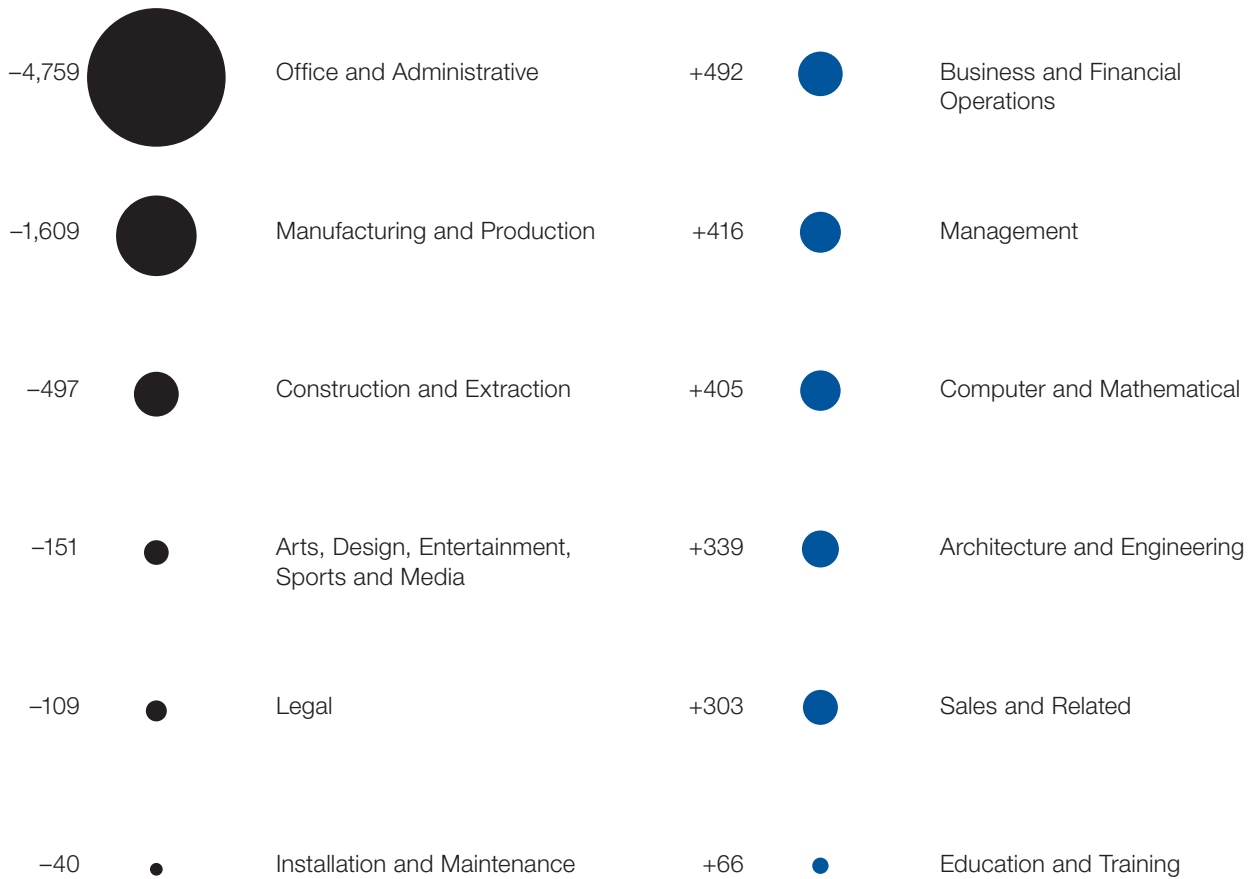 –4,759
Office and Administrative
–1,609
Manufacturing and Production
–497
Construction and Extraction
–151
Arts, Design, Entertainment,
Sports and Media
–109
Legal
–40
Installation and Maintenance
+492
Business and Financial
Operations
+416
Management
+405
Computer and Mathematical
+339
Architecture and Engineering
+303
Sales and Related
+66
Education and Training